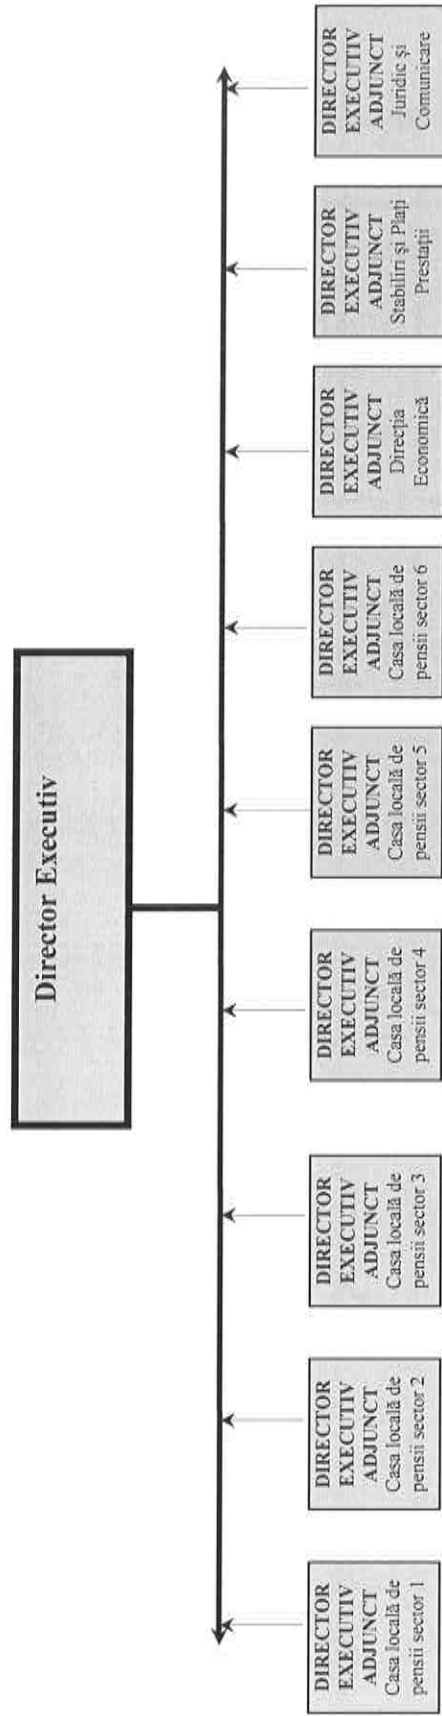 Director Executiv
DIRECTOR
EXECUTIV
ADJUNCT
Casa locală de
pensii sector 1
DIRECTOR
EXECUTIV
ADJUNCT
Casa locală de
pensii sector 2
DIRECTOR
EXECUTIV
ADJUNCT
Casa locală de
pensii sector 3
DIRECTOR
EXECUTIV
ADJUNCT
Casa locală de
pensii sector 4
DIRECTOR
EXECUTIV
ADJUNCT
Casa locală de
pensii sector 5
DIRECTOR
EXECUTIV
ADJUNCT
Casa locală de
pensii sector 6
DIRECTOR
EXECUTIV
ADJUNCT
Direcția
Economică
DIRECTOR
EXECUTIV
ADJUNCT
Stabiliri și Plați
Prestații
DIRECTOR
EXECUTIV
ADJUNCT
Juridic și
Comunicare